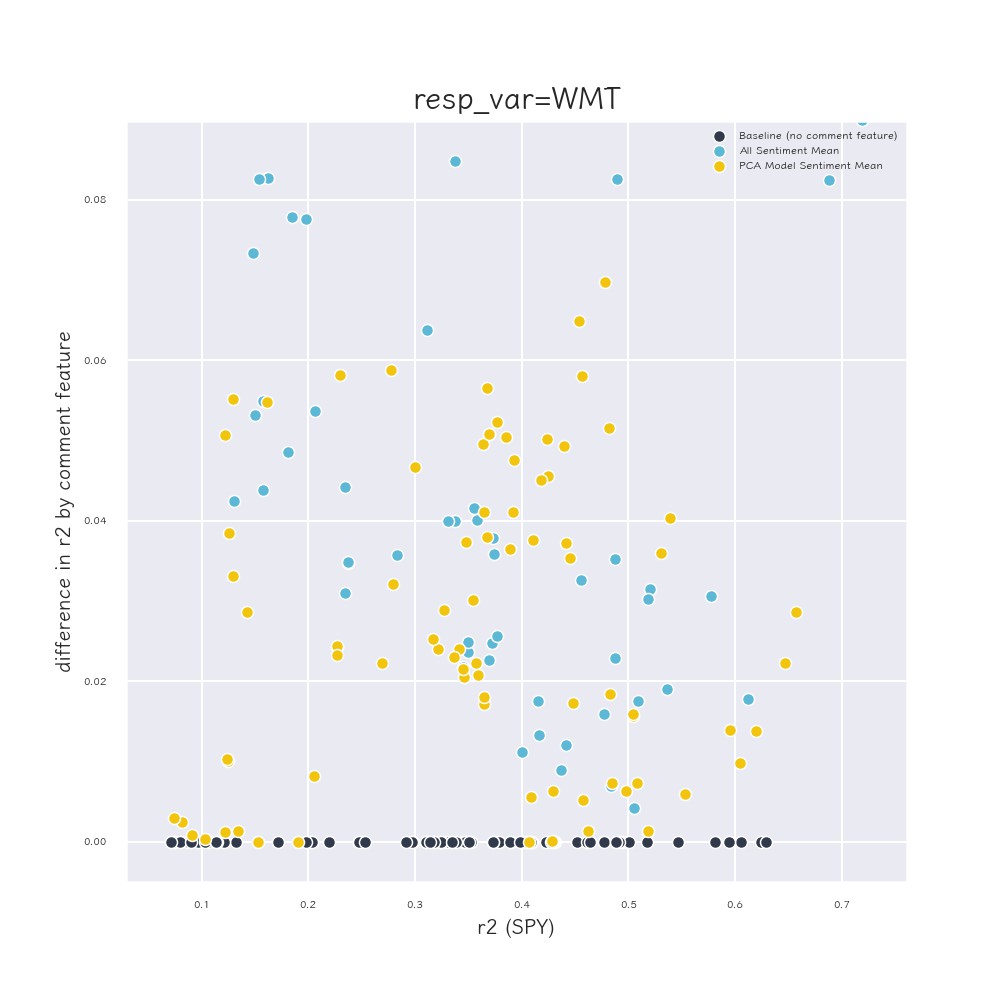 resp_var=WMT
Baseline (no comment feature)
All Sentiment Mean
PCA Model Sentiment Mean
0.08
0.06
0.04
0.02
0.00
difference in r2 by comment feature
0.1 0.2 0.3 0.4 0.5 0.6 0.7
r2 (SPY)